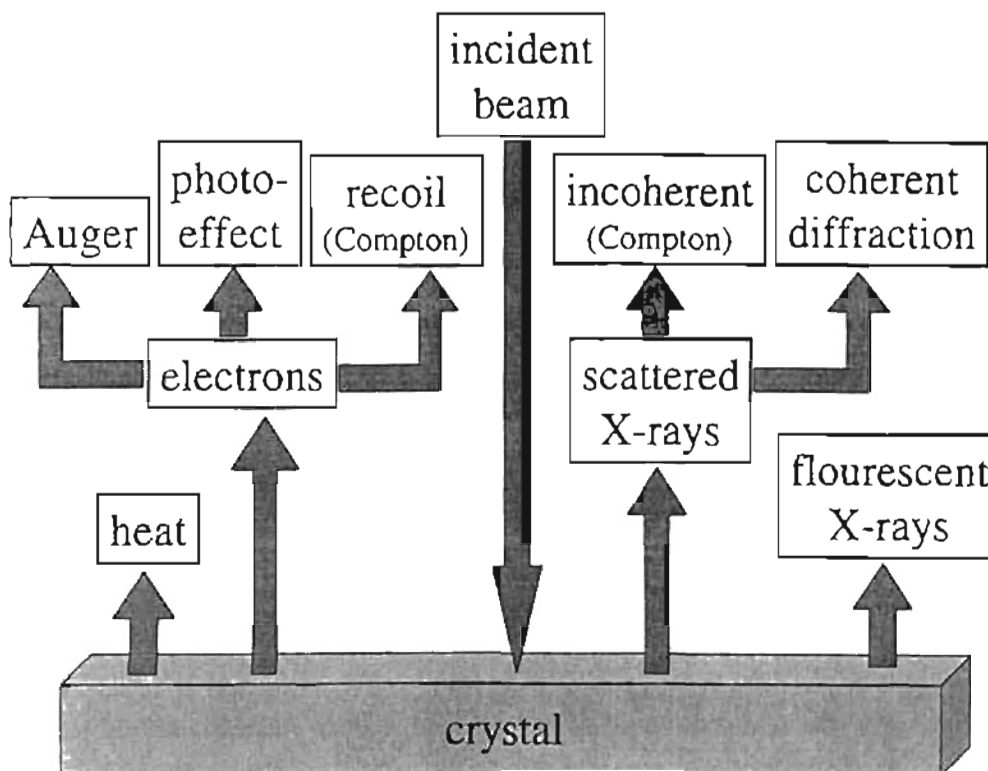 incident
beam
Auger
photo-
effect
recoil
(Compton)
incoherent
(Compton)
coherent
diffraction
electrons
scattered
X-rays
heat
flourescent
X-rays
crystal